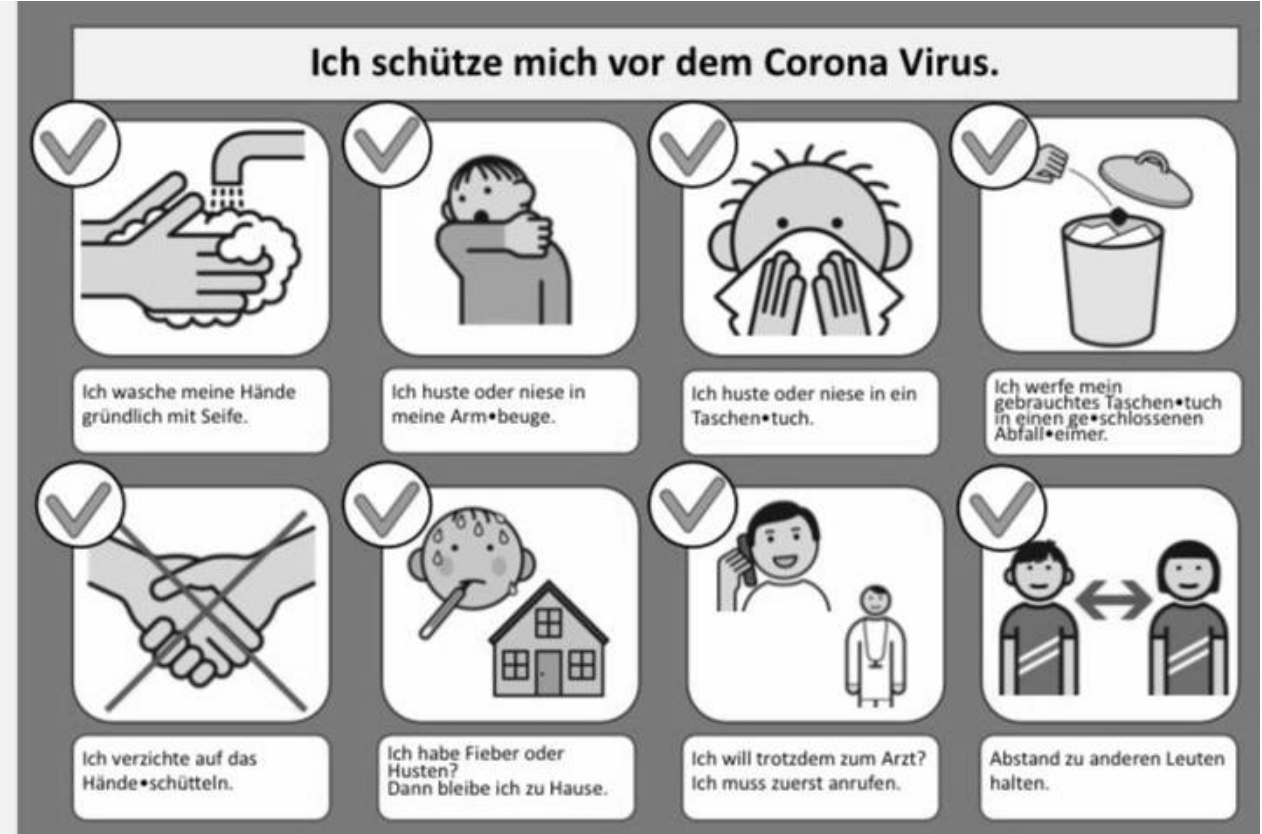 Ich schütze mich vor dem Corona Virus.
Ich wasche meine Hände
gründlich mit Seife.
Ich huste oder niese in
meine Arm•beuge.
Ich huste oder niese in ein
Taschen•tuch.
Ich werfe mein
gebrauchtes Taschen•tuch
in einen ge•schlossenen
Abfall•eimer.
Ich verzichte auf das
Hände•schütteln.
Ich habe Fieber oder
Husten?
Dann bleibe ich zu Hause.
Ich will trotzdem zum Arzt?
Ich muss zuerst anrufen.
Abstand zu anderen Leuten
halten.